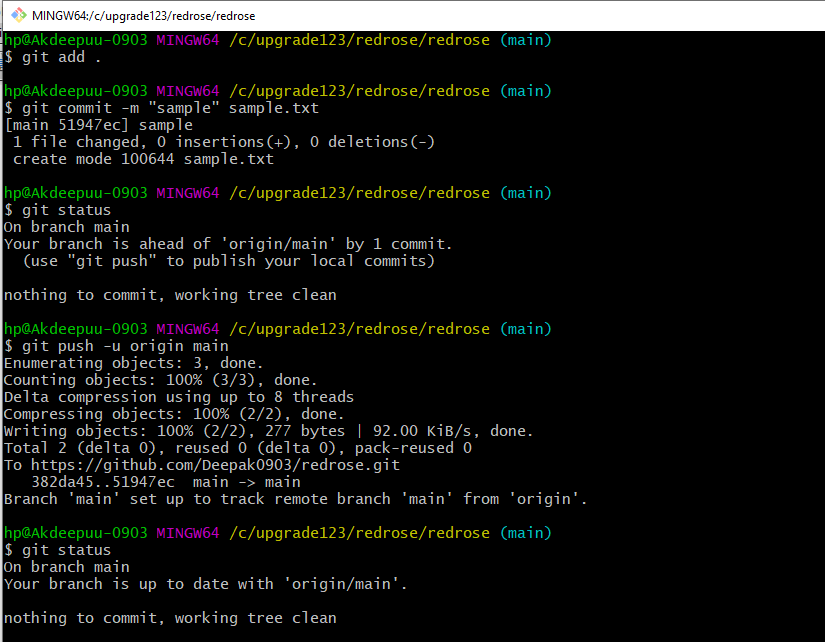 MINGW64:/c/upgrade123/redrose/redrose
hp@Akdeepuu-0903 MINGW64 /c/upgrade123/redrose/redrose (main)
$ git add .
hp@Akdeepuu-0903 MINGW64 /c/upgrade123/redrose/redrose (main)
$ git commit -m "sample" sample.txt
[main 51947ec] sample
 1 file changed, 0 insertions(+), 0 deletions(-)
 create mode 100644 sample.txt
hp@Akdeepuu-0903 MINGW64 /c/upgrade123/redrose/redrose (main)
$ git status
On branch main
Your branch is ahead of 'origin/main' by 1 commit.
  (use "git push" to publish your local commits)
nothing to commit, working tree clean
hp@Akdeepuu-0903 MINGW64 /c/upgrade123/redrose/redrose (main)
$ git push -u origin main
Enumerating objects: 3, done.
Counting objects: 100% (3/3), done.
Delta compression using up to 8 threads
Compressing objects: 100% (2/2), done.
Writing objects: 100% (2/2), 277 bytes | 92.00 KiB/s, done.
Total 2 (delta 0), reused 0 (delta 0), pack-reused 0
To https://github.com/Deepak0903/redrose.git
   382da45..51947ec  main -> main
Branch 'main' set up to track remote branch 'main' from 'origin'.
hp@Akdeepuu-0903 MINGW64 /c/upgrade123/redrose/redrose (main)
$ git status
On branch main
Your branch is up to date with 'origin/main'.
nothing to commit, working tree clean